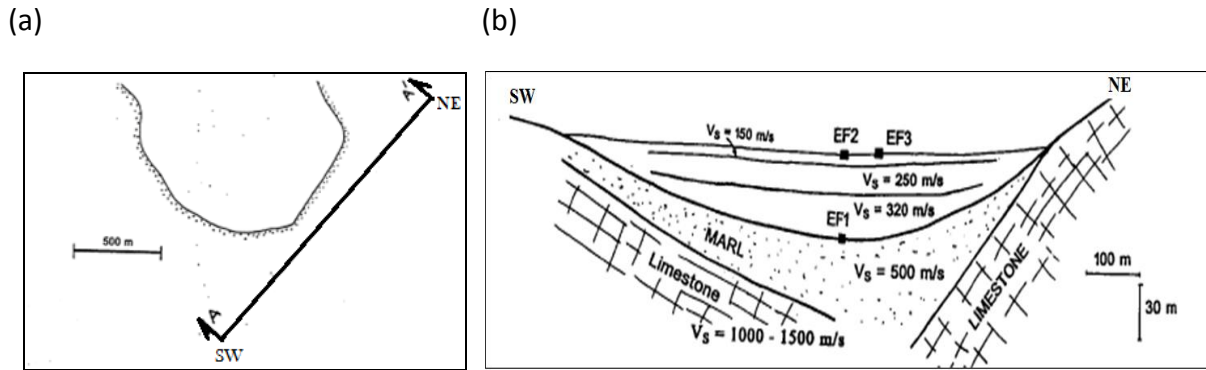 (a)
(b)
A'
NE
500 m
A
SW
SW
NE
Vs = 150 m/s
EF2
EF3
Vs = 250 m/s
Vs = 320 m/s
EF1
MARL
Vs = 500 m/s
Limestone
LIMESTONE
100 m
30 m
Vs = 1000 - 1500 m/s